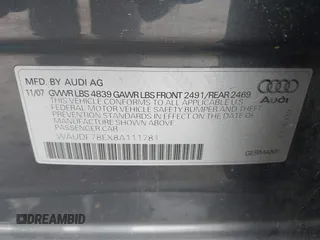 MFD. BY AUDI AG
11/07 GVWR LBS 4839 GAWR LBS FRONT 2491/REAR 2469
THIS VEHICLE CONFORMS TO ALL APPLICABLE FEDERAL
MOTOR VEHICLE SAFETY BUMPER AND THEFT
PREVENTION STANDARDS IN EFFECT ON THE DATE OF
MANUFACTURE SHOWN ABOVE
PASSENGER CAR
WAUDF78EX8A111781
Audi
GERMANY
DREAMBID